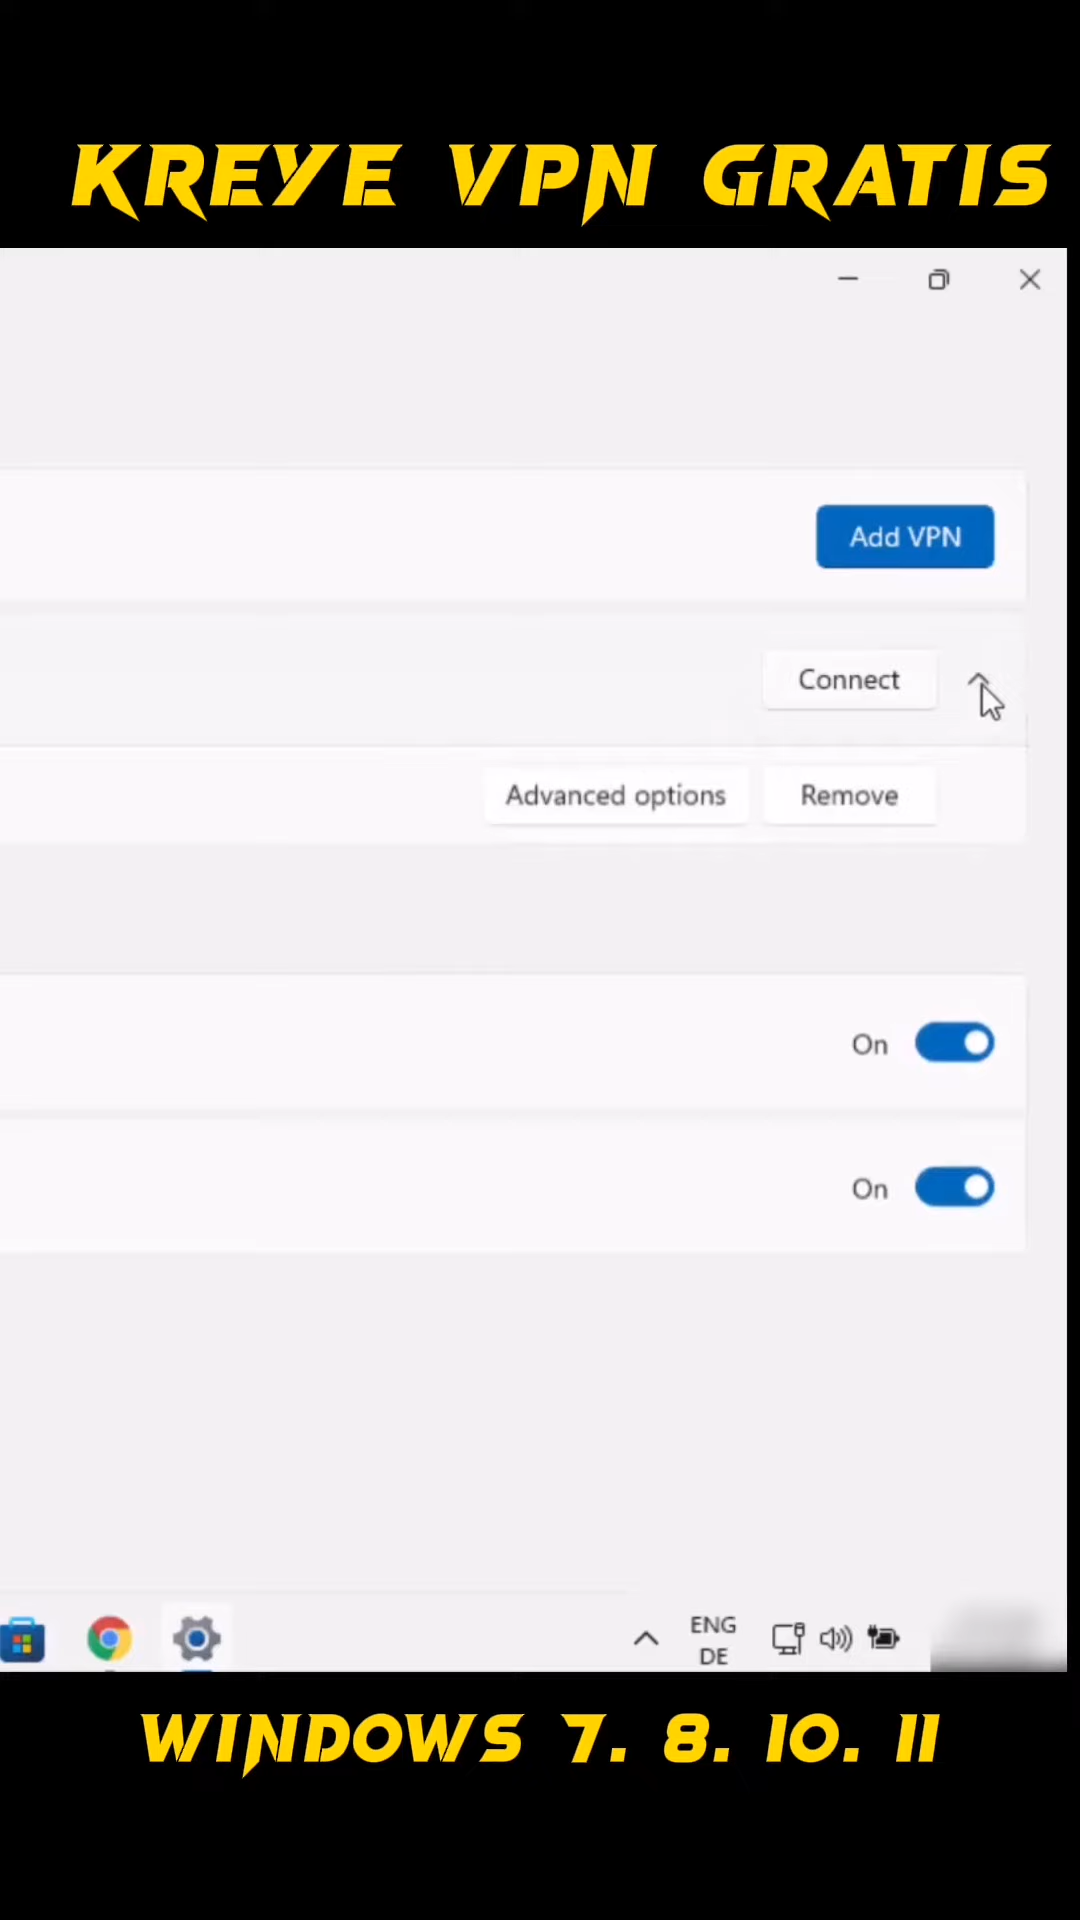 KREYE VPN GRATIS
Add VPN
Connect
Advanced options
Remove
On
On
ENG
DE
WINDOWS 7. 8. 10. 11